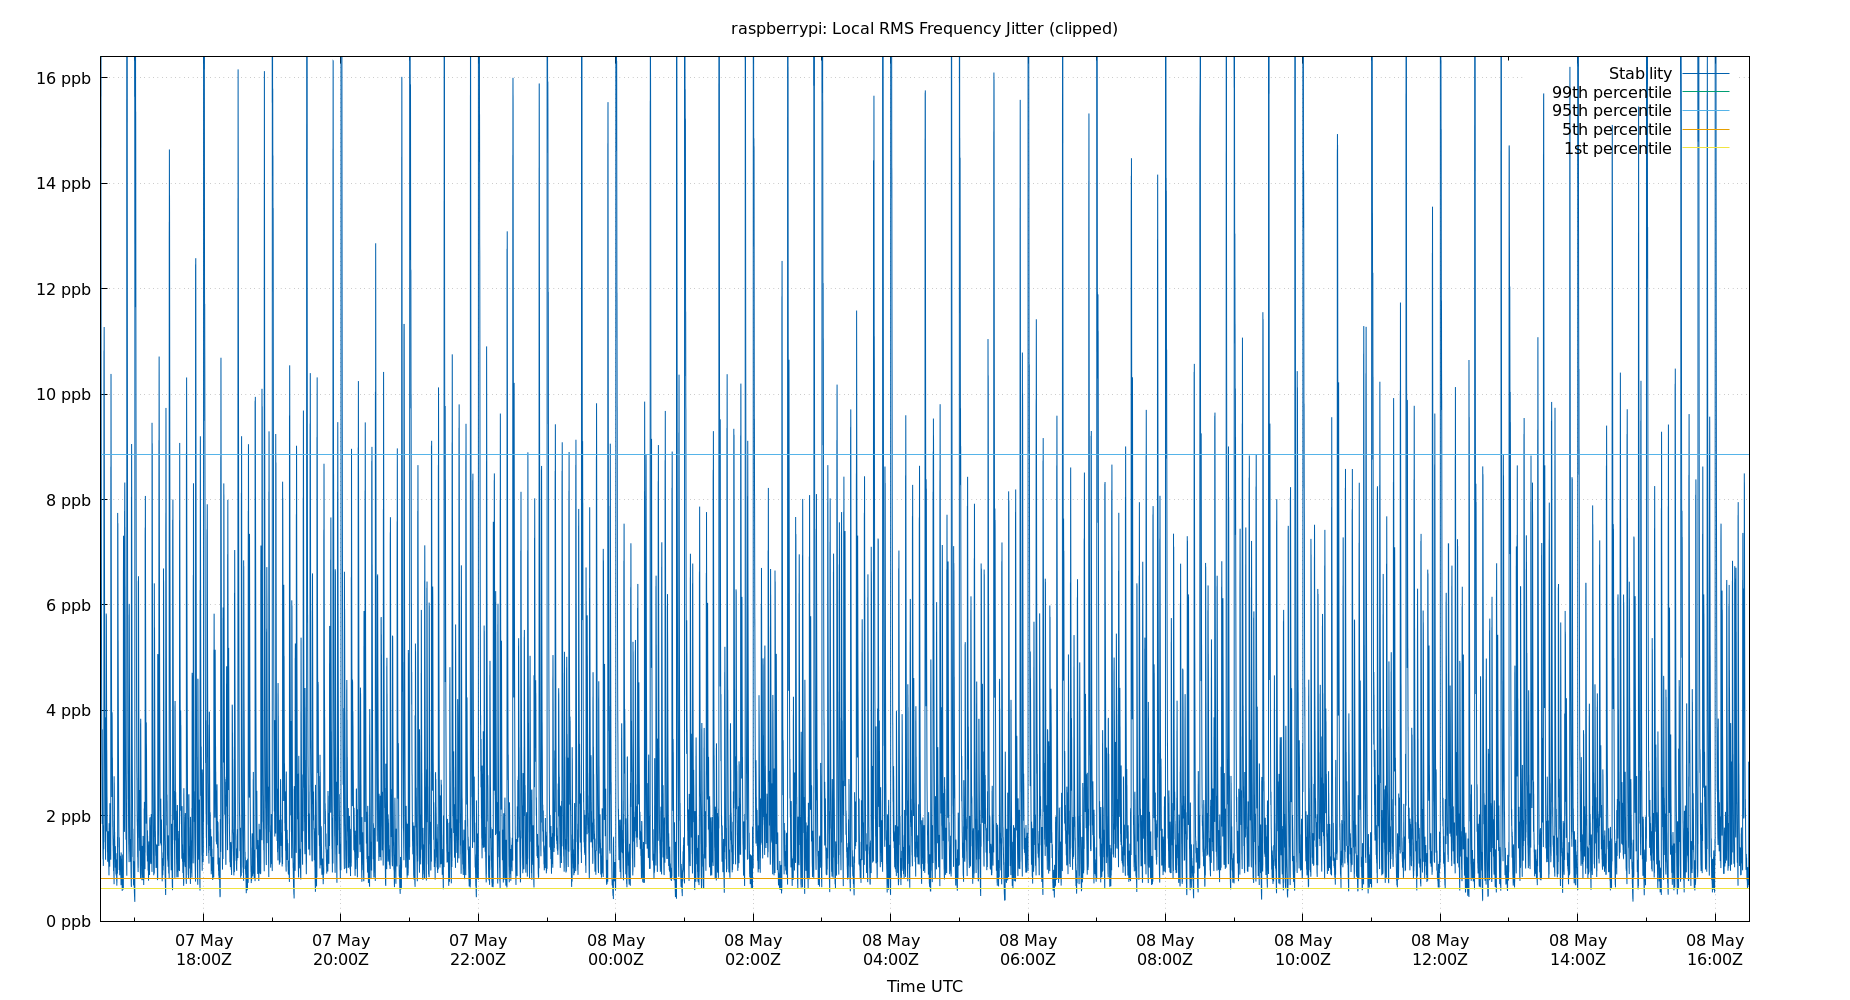 raspberrypi: Local RMS Frequency Jitter (clipped)
16 ppb
14 ppb
12 ppb
10 ppb
8 ppb
6 ppb
4 ppb
2 ppb
0 ppb
Stability
99th percentile
95th percentile
5th percentile
1st percentile
07 May
18:00Z
07 May
20:00Z
07 May
22:00Z
08 May
00:00Z
08 May
02:00Z
08 May
04:00Z
08 May
06:00Z
08 May
08:00Z
08 May
10:00Z
08 May
12:00Z
08 May
14:00Z
08 May
16:00Z
Time UTC